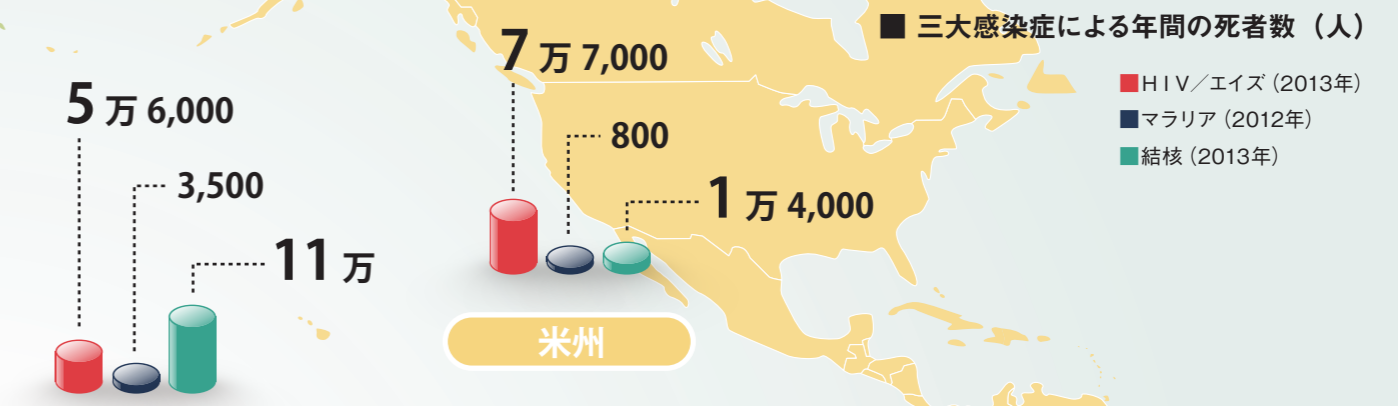 ■ 三大感染症による年間の死者数（人）
■HIV／エイズ（2013年）
■マラリア（2012年）
■結核（2013年）
5万6,000
3,500
11万
7万7,000
800
1万4,000
米州